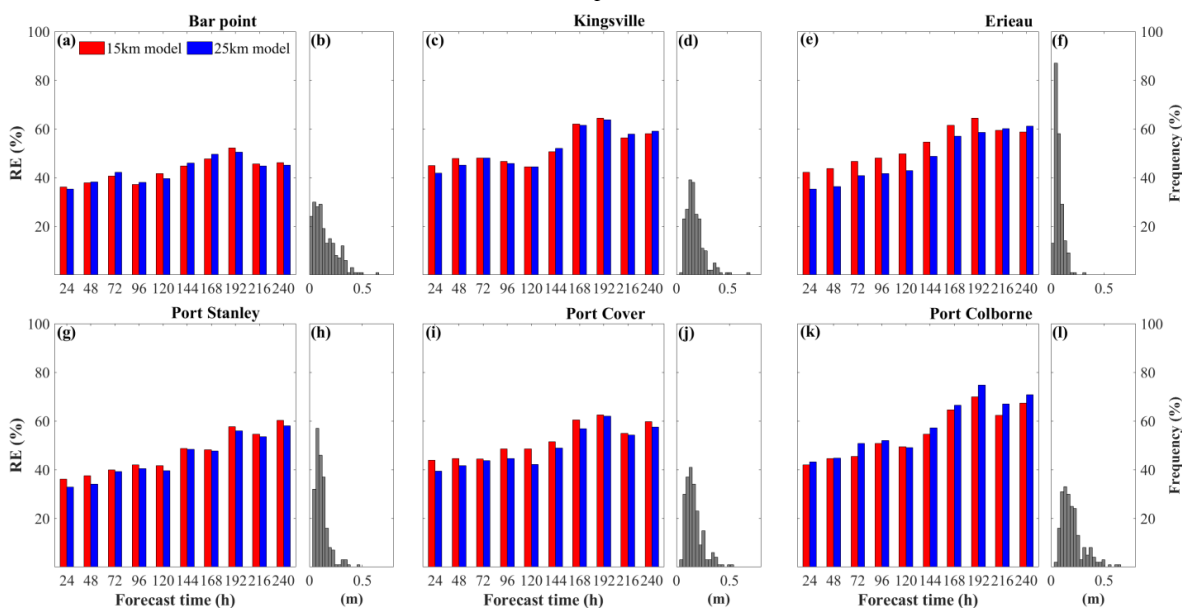 Bar point Kingsville Erieau
(a) 15km model 25km model (b) (c) (d) (e) (f)
100 100
80 80
60 60
40 40
20 20
RE (%) Frequency (%)
24 48 72 96 120 144 168 192 216 240 0 0.5 24 48 72 96 120 144 168 192 216 240 0 0.5 24 48 72 96 120 144 168 192 216 240 0 0.5
Port Stanley Port Cover Port Colborne
(g) (h) (i) (j) (k) (l)
100 100
80 80
60 60
40 40
20 20
RE (%) Frequency (%)
24 48 72 96 120 144 168 192 216 240 0 0.5 24 48 72 96 120 144 168 192 216 240 0 0.5 24 48 72 96 120 144 168 192 216 240 0 0.5
Forecast time (h) (m) Forecast time (h) (m) Forecast time (h) (m)